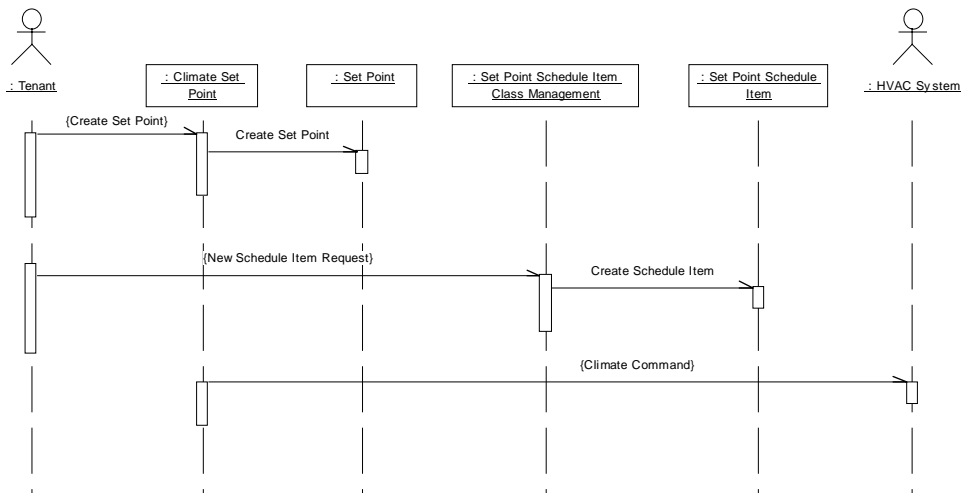 : Tenant
: Climate Set
Point
: Set Point
: Set Point Schedule Item
Class Management
: Set Point Schedule
Item
: HVAC System
{Create Set Point}
Create Set Point
{New Schedule Item Request}
Create Schedule Item
{Climate Command}